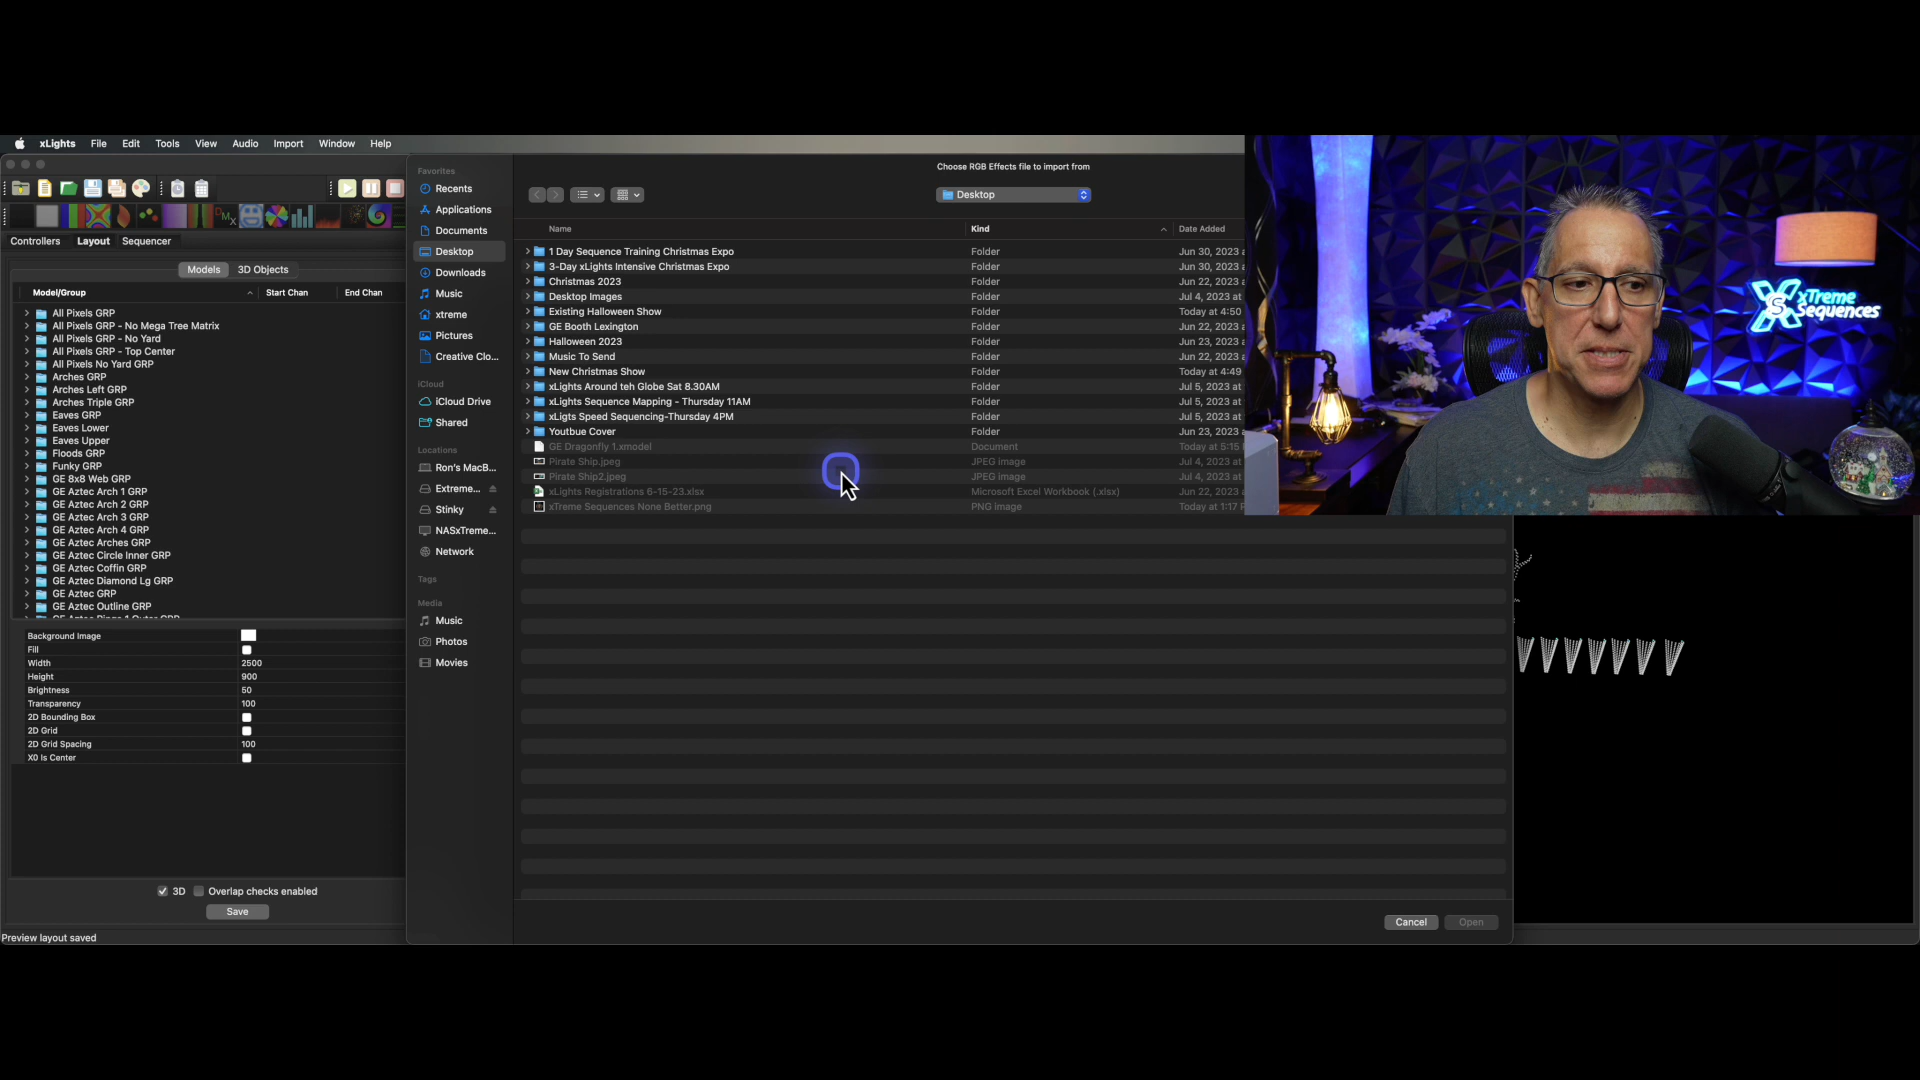 xLights File Edit Tools View Audio Import Window Help
Controllers Layout Sequencer
Models 3D Objects
Model/Group Start Chan End Chan
All Pixels GRP
All Pixels GRP - No Mega Tree Matrix
All Pixels GRP - No Yard
All Pixels GRP - Top Center
All Pixels No Yard GRP
Arches GRP
Arches Left GRP
Arches Triple GRP
Eaves GRP
Eaves Lower
Eaves Upper
Floods GRP
Funky GRP
GE 8x8 Web GRP
GE Aztec Arch 1 GRP
GE Aztec Arch 2 GRP
GE Aztec Arch 3 GRP
GE Aztec Arch 4 GRP
GE Aztec Arches GRP
GE Aztec Circle Inner GRP
GE Aztec Coffin GRP
GE Aztec Diamond Lg GRP
GE Aztec GRP
GE Aztec Outline GRP
Background Image
Fill
Width 2500
Height 900
Brightness 50
Transparency 100
2D Bounding Box
2D Grid
2D Grid Spacing 100
X0 Is Center
3D Overlap checks enabled
Save
Preview layout saved
Favorites
Recents
Applications
Documents
Desktop
Downloads
Music
xtreme
Pictures
Creative Clo...
iCloud
iCloud Drive
Shared
Locations
Ron's MacB...
Extreme...
Stinky
NASxTreme...
Network
Tags
Media
Music
Photos
Movies
Choose RGB Effects file to import from
Desktop
Name Kind Date Added
1 Day Sequence Training Christmas Expo Folder Jun 30, 2023 a
3-Day xLights Intensive Christmas Expo Folder Jun 30, 2023 a
Christmas 2023 Folder Jun 22, 2023 a
Desktop Images Folder Jul 4, 2023 at
Existing Halloween Show Folder Today at 4:50
GE Booth Lexington Folder Jun 22, 2023 a
Halloween 2023 Folder Jun 23, 2023 a
Music To Send Folder Jun 22, 2023 a
New Christmas Show Folder Today at 4:49
xLights Around teh Globe Sat 8.30AM Folder Jul 5, 2023 at
xLights Sequence Mapping - Thursday 11AM Folder Jul 5, 2023 at
xLigts Speed Sequencing-Thursday 4PM Folder Jul 5, 2023 at
Youtbue Cover Folder Jun 23, 2023 a
GE Dragonfly 1.xmodel Document Today at 5:15
Pirate Ship.jpeg JPEG image Jul 4, 2023 at
Pirate Ship2.jpeg JPEG image Jul 4, 2023 at
xLights Registrations 6-15-23.xlsx Microsoft Excel Workbook (.xlsx) Jun 22, 2023 a
xTreme Sequences None Better.png PNG image Today at 1:17 P
Cancel Open
xTreme
Sequences